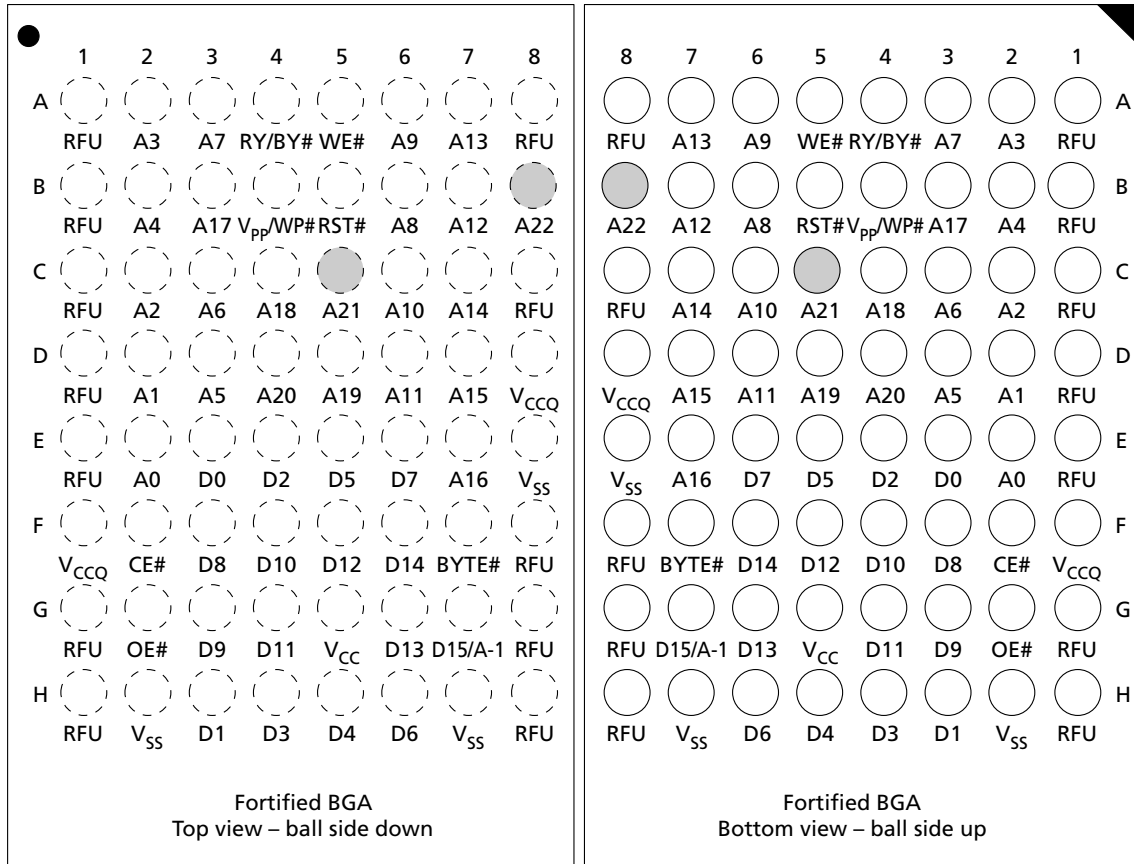 1 2 3 4 5 6 7 8
A
RFU A3 A7 RY/BY# WE# A9 A13 RFU
B
RFU A4 A17 VPP/WP# RST# A8 A12 A22
C
RFU A2 A6 A18 A21 A10 A14 RFU
D
RFU A1 A5 A20 A19 A11 A15 VCCQ
E
RFU A0 D0 D2 D5 D7 A16 VSS
F
VCCQ CE# D8 D10 D12 D14 BYTE# RFU
G
RFU OE# D9 D11 VCC D13 D15/A-1 RFU
H
RFU VSS D1 D3 D4 D6 VSS RFU
Fortified BGA
Top view – ball side down
8 7 6 5 4 3 2 1
A
RFU A13 A9 WE# RY/BY# A7 A3 RFU
B
A22 A12 A8 RST# VPP/WP# A17 A4 RFU
C
RFU A14 A10 A21 A18 A6 A2 RFU
D
VCCQ A15 A11 A19 A20 A5 A1 RFU
E
VSS A16 D7 D5 D2 D0 A0 RFU
F
RFU BYTE# D14 D12 D10 D8 CE# VCCQ
G
RFU D15/A-1 D13 VCC D11 D9 OE# RFU
H
RFU VSS D6 D4 D3 D1 VSS RFU
Fortified BGA
Bottom view – ball side up